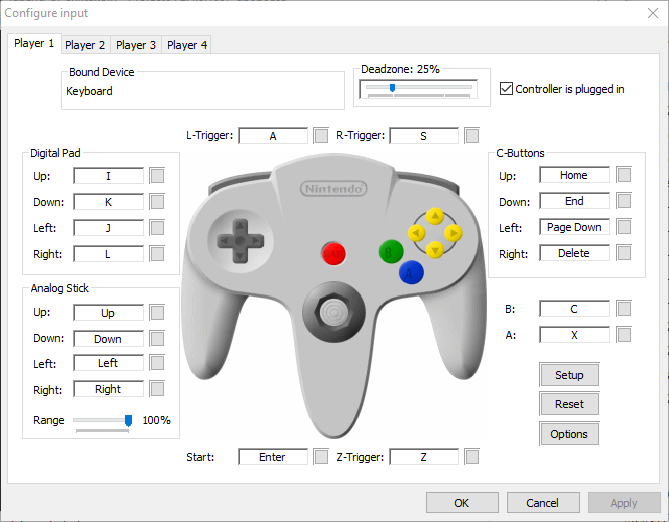 Configure input
Player 1 Player 2 Player 3 Player 4
Bound Device
Keyboard
Deadzone: 25%
Controller is plugged in
L-Trigger: A
R-Trigger: S
Digital Pad
Up: I
Down: K
Left: J
Right: L
Nintendo
B
A
C-Buttons
Up: Home
Down: End
Left: Page Down
Right: Delete
Analog Stick
Up: Up
Down: Down
Left: Left
Right: Right
Range 100%
B: C
A: X
Setup
Reset
Options
Start: Enter
Z-Trigger: Z
OK Cancel Apply